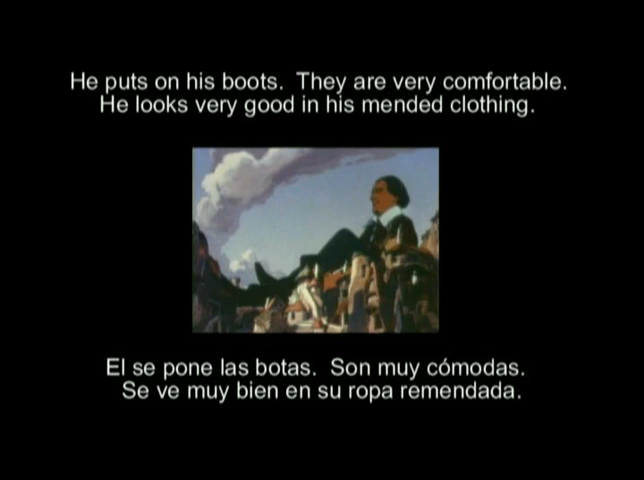 He puts on his boots.  They are very comfortable.
He looks very good in his mended clothing.
El se pone las botas.  Son muy cómodas.
Se ve muy bien en su ropa remendada.